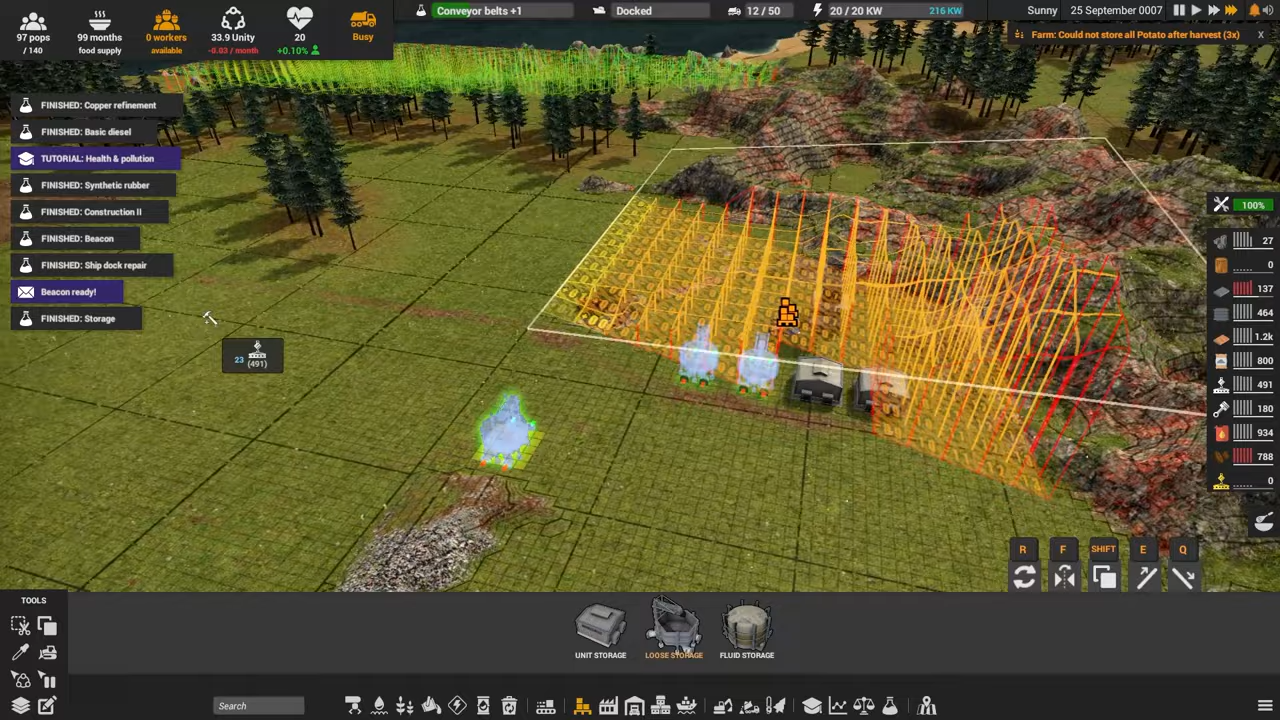 Conveyor belts +1
Docked
12 / 50
20 / 20 KW
216 KW
Sunny
25 September 0007
97 pops
/ 140
99 months
food supply
0 workers
available
33.9 Unity
-0.03 / month
20
+0.10%
Busy
Farm: Could not store all Potato after harvest (3x)
X
FINISHED: Copper refinement
FINISHED: Basic diesel
TUTORIAL: Health & pollution
FINISHED: Synthetic rubber
FINISHED: Construction II
FINISHED: Beacon
FINISHED: Ship dock repair
Beacon ready!
FINISHED: Storage
23
(491)
100%
27
0
137
464
1.2k
800
491
180
934
788
0
R
F
SHIFT
E
Q
TOOLS
UNIT STORAGE
LOOSE STORAGE
FLUID STORAGE
Search